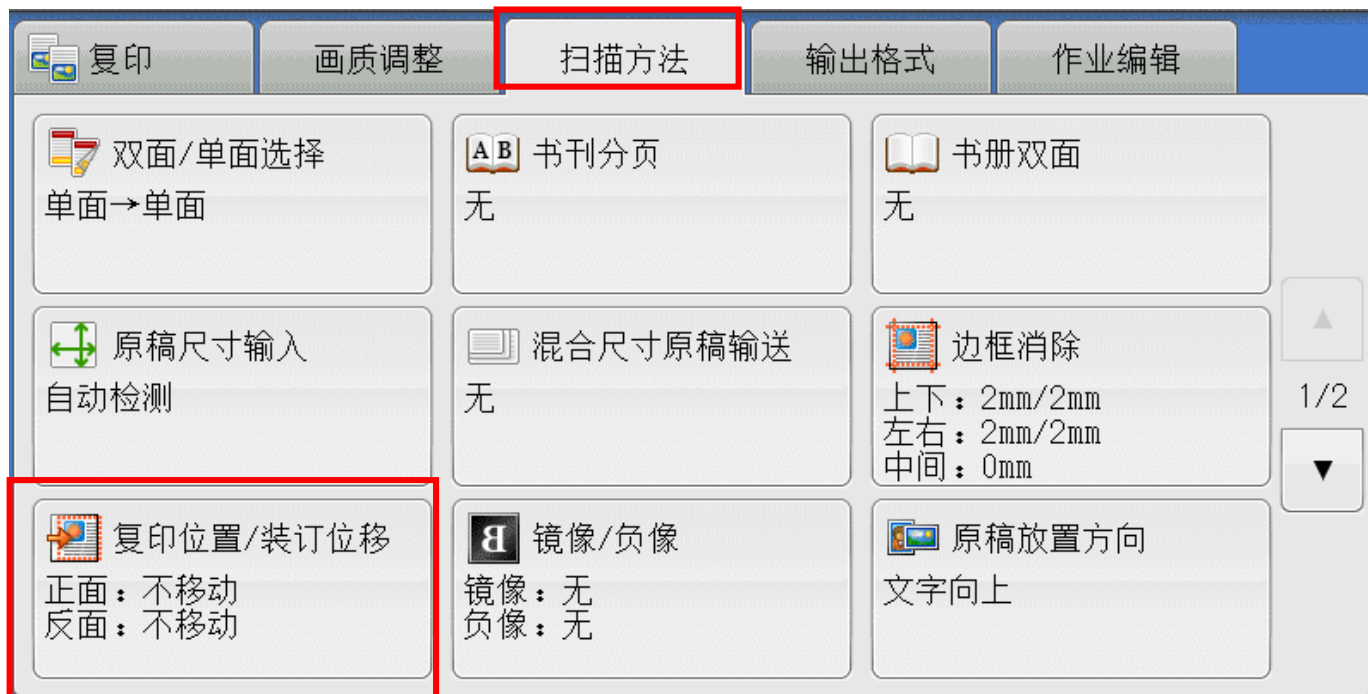 复印
画质调整
扫描方法
输出格式
作业编辑
双面/单面选择
单面→单面
AB 书刊分页
无
书册双面
无
原稿尺寸输入
自动检测
混合尺寸原稿输送
无
边框消除
上下：2mm/2mm
左右：2mm/2mm
中间：0mm
▲
1/2
▼
复印位置/装订位移
正面：不移动
反面：不移动
B 镜像/负像
镜像：无
负像：无
原稿放置方向
文字向上